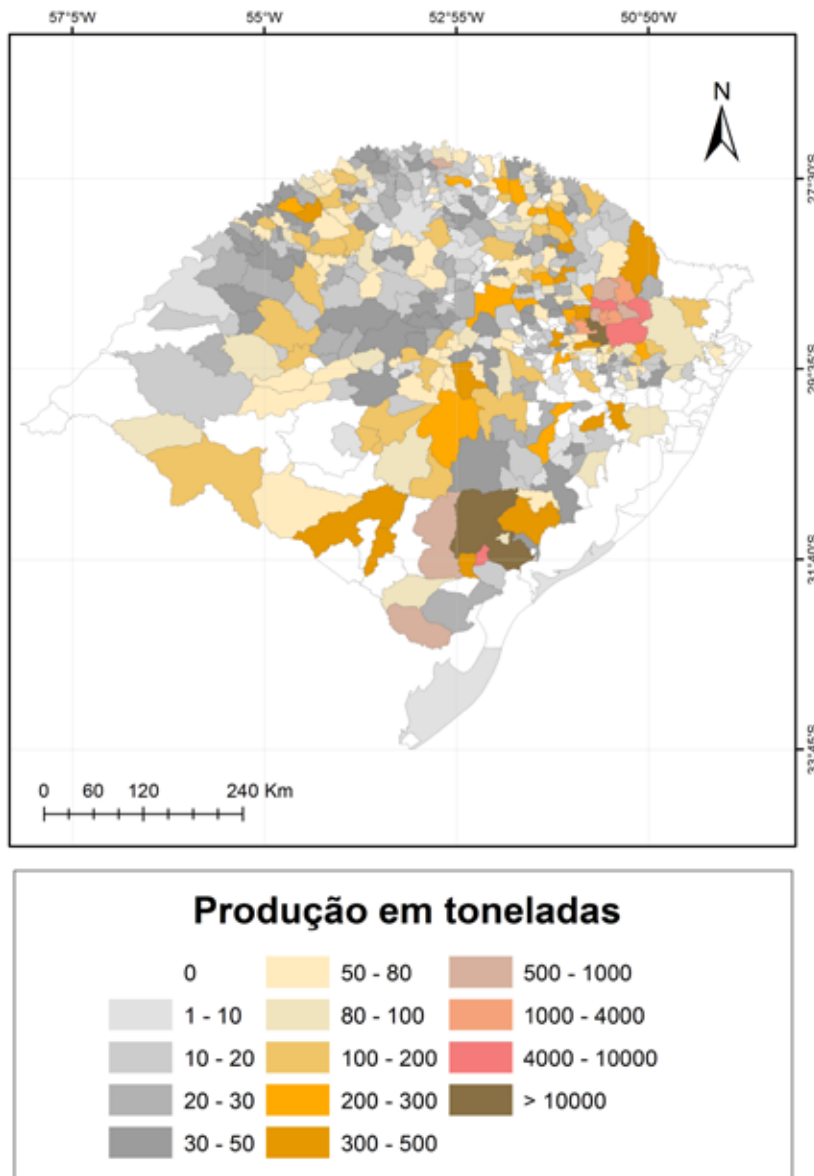 57°5'W 55°W 52°55'W 50°50'W
N
27°30'S
29°35'S
31°40'S
33°45'S
0 60 120 240 Km
Produção em toneladas
0 50 - 80 500 - 1000
1 - 10 80 - 100 1000 - 4000
10 - 20 100 - 200 4000 - 10000
20 - 30 200 - 300 > 10000
30 - 50 300 - 500